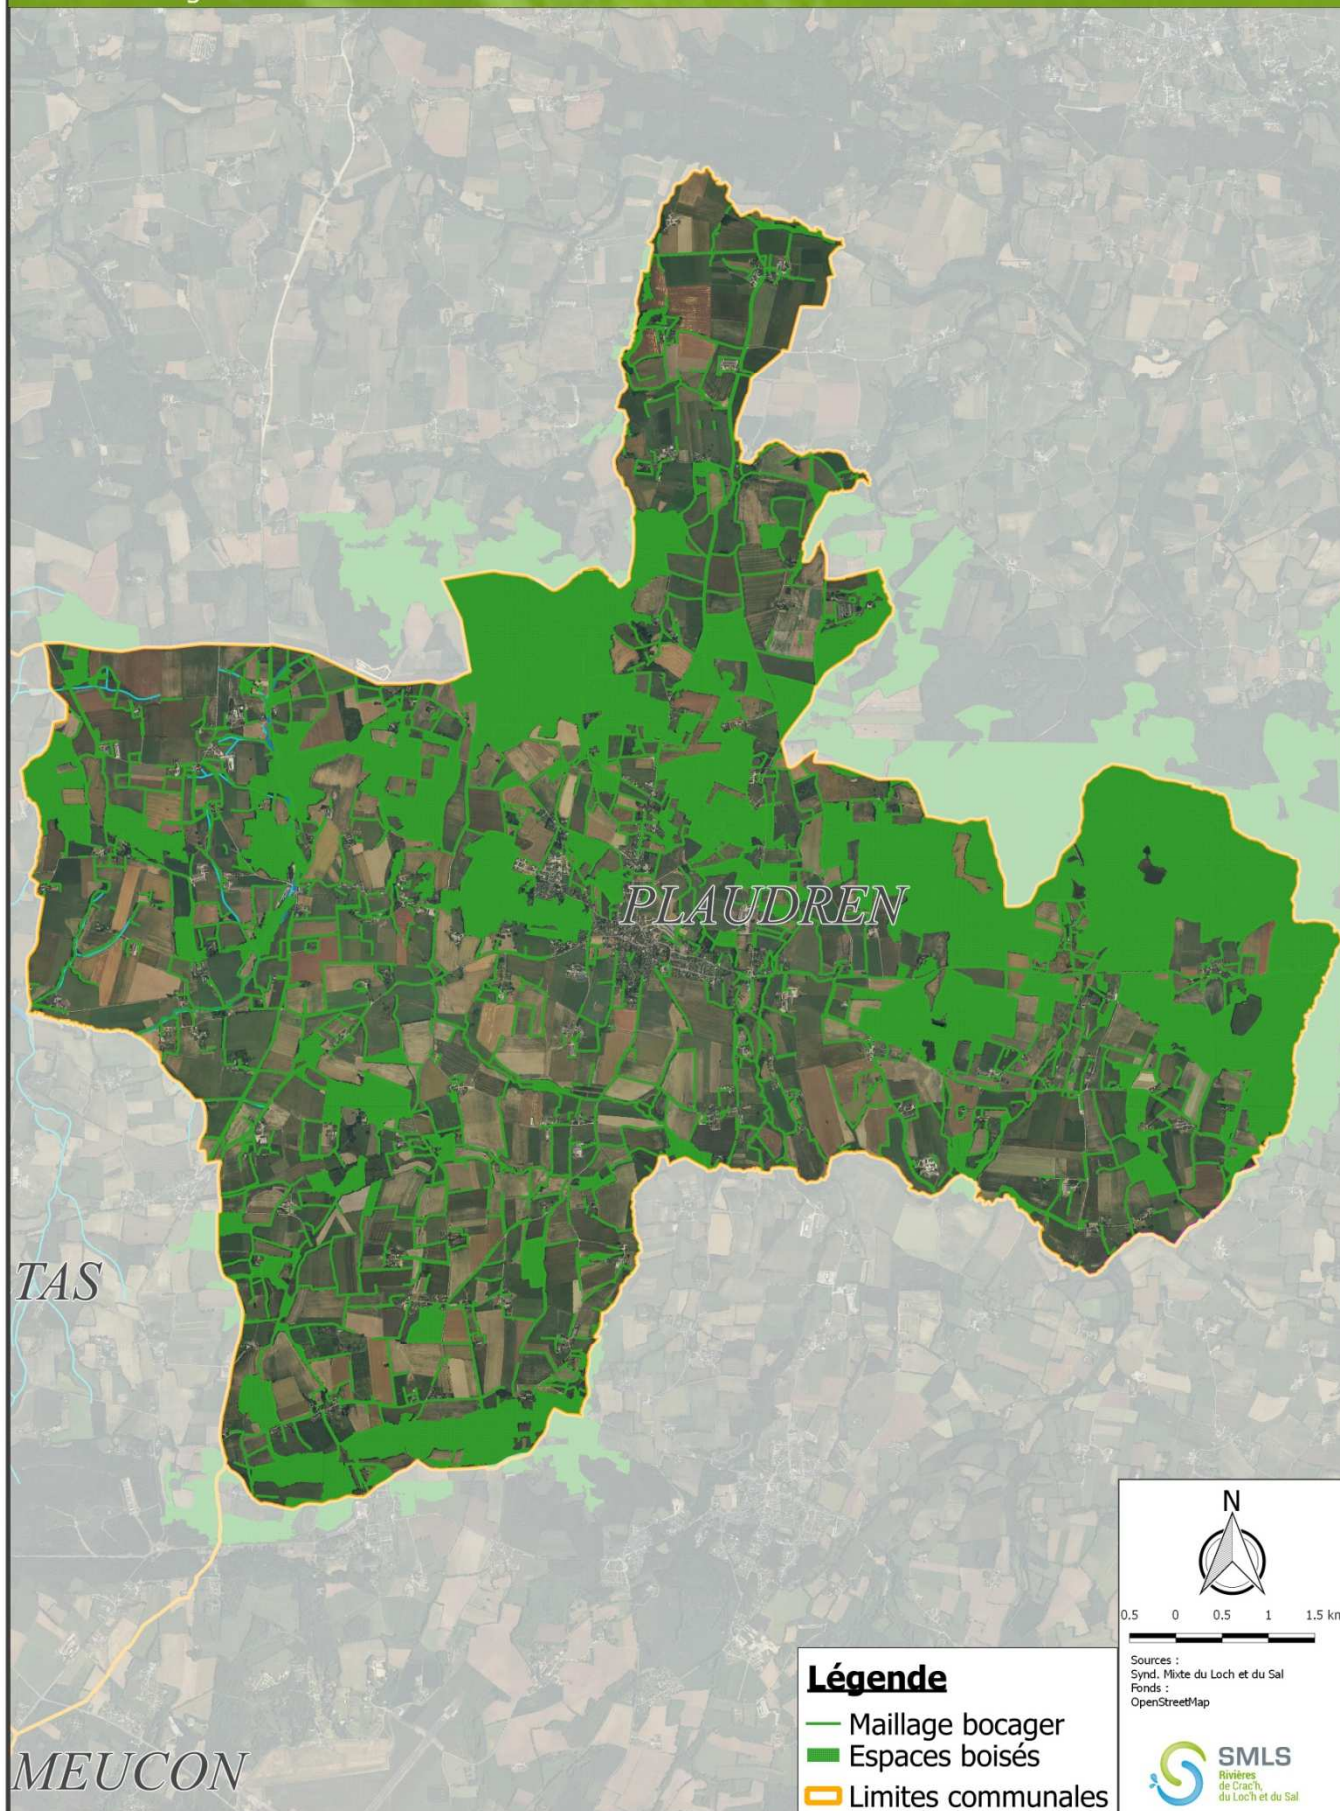 PLAUDREN
TAS
MEUCON
N
0.5 0 0.5 1 1.5 km
Sources :
Synd. Mixte du Loch et du Sal
Fonds :
OpenStreetMap
Légende
Maillage bocager
Espaces boisés
Limites communales
SMLS
Rivières
de Crac'h,
du Loc'h et du Sal